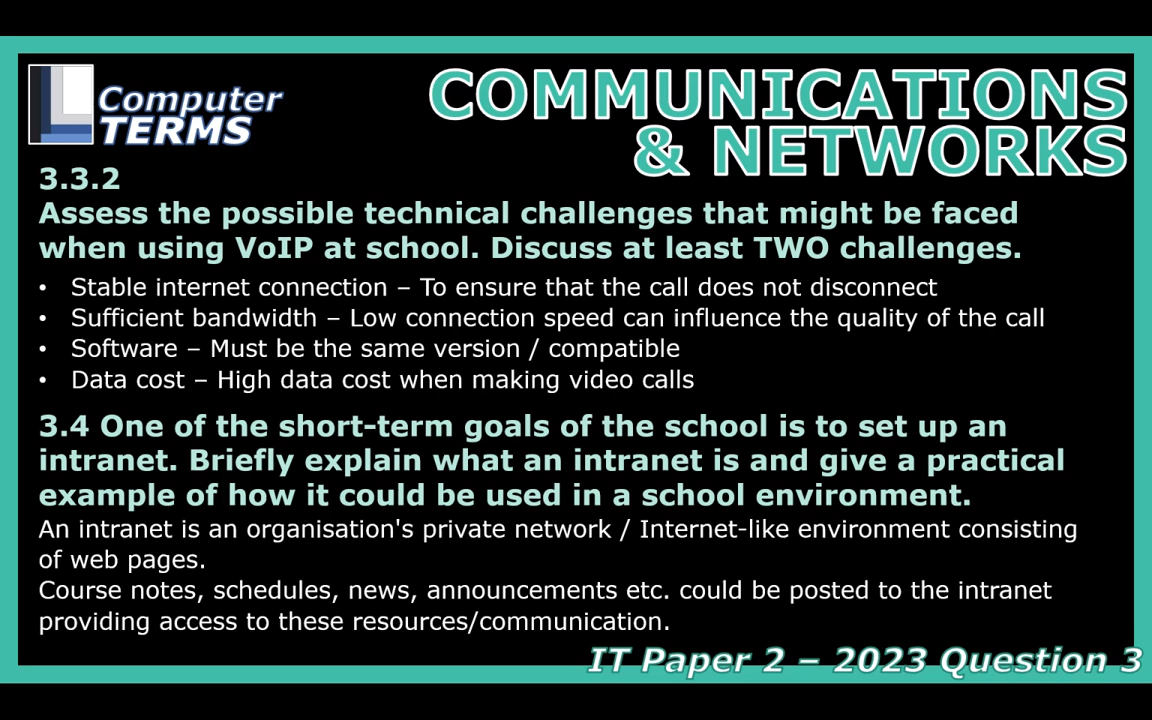 Computer
TERMS
COMMUNICATIONS
& NETWORKS
3.3.2
Assess the possible technical challenges that might be faced
when using VoIP at school. Discuss at least TWO challenges.
• Stable internet connection – To ensure that the call does not disconnect
• Sufficient bandwidth – Low connection speed can influence the quality of the call
• Software – Must be the same version / compatible
• Data cost – High data cost when making video calls
3.4 One of the short-term goals of the school is to set up an
intranet. Briefly explain what an intranet is and give a practical
example of how it could be used in a school environment.
An intranet is an organisation's private network / Internet-like environment consisting
of web pages.
Course notes, schedules, news, announcements etc. could be posted to the intranet
providing access to these resources/communication.
IT Paper 2 – 2023 Question 3